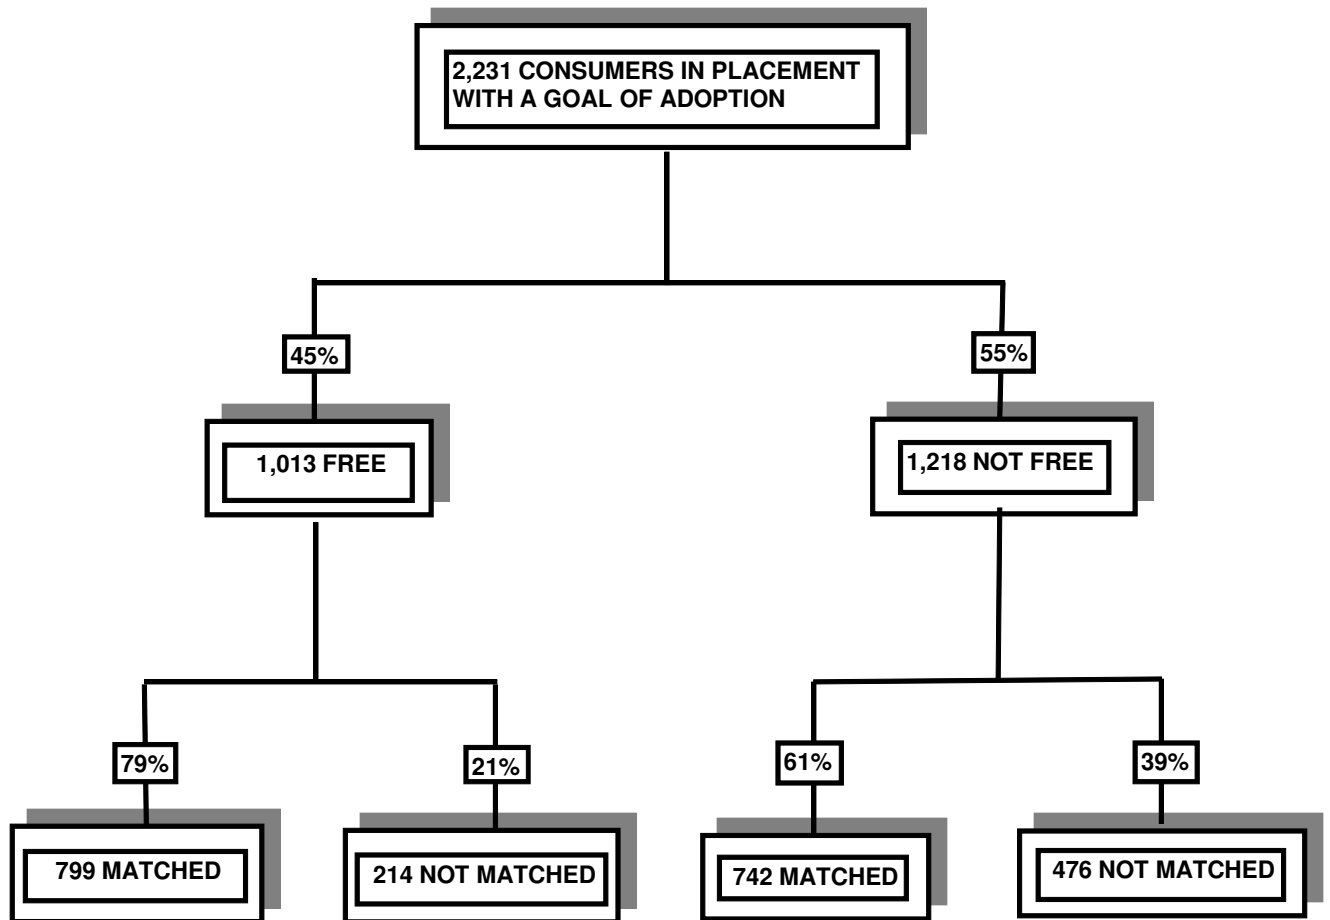 2,231 CONSUMERS IN PLACEMENT
WITH A GOAL OF ADOPTION
45%
55%
1,013 FREE
1,218 NOT FREE
79%
21%
61%
39%
799 MATCHED
214 NOT MATCHED
742 MATCHED
476 NOT MATCHED